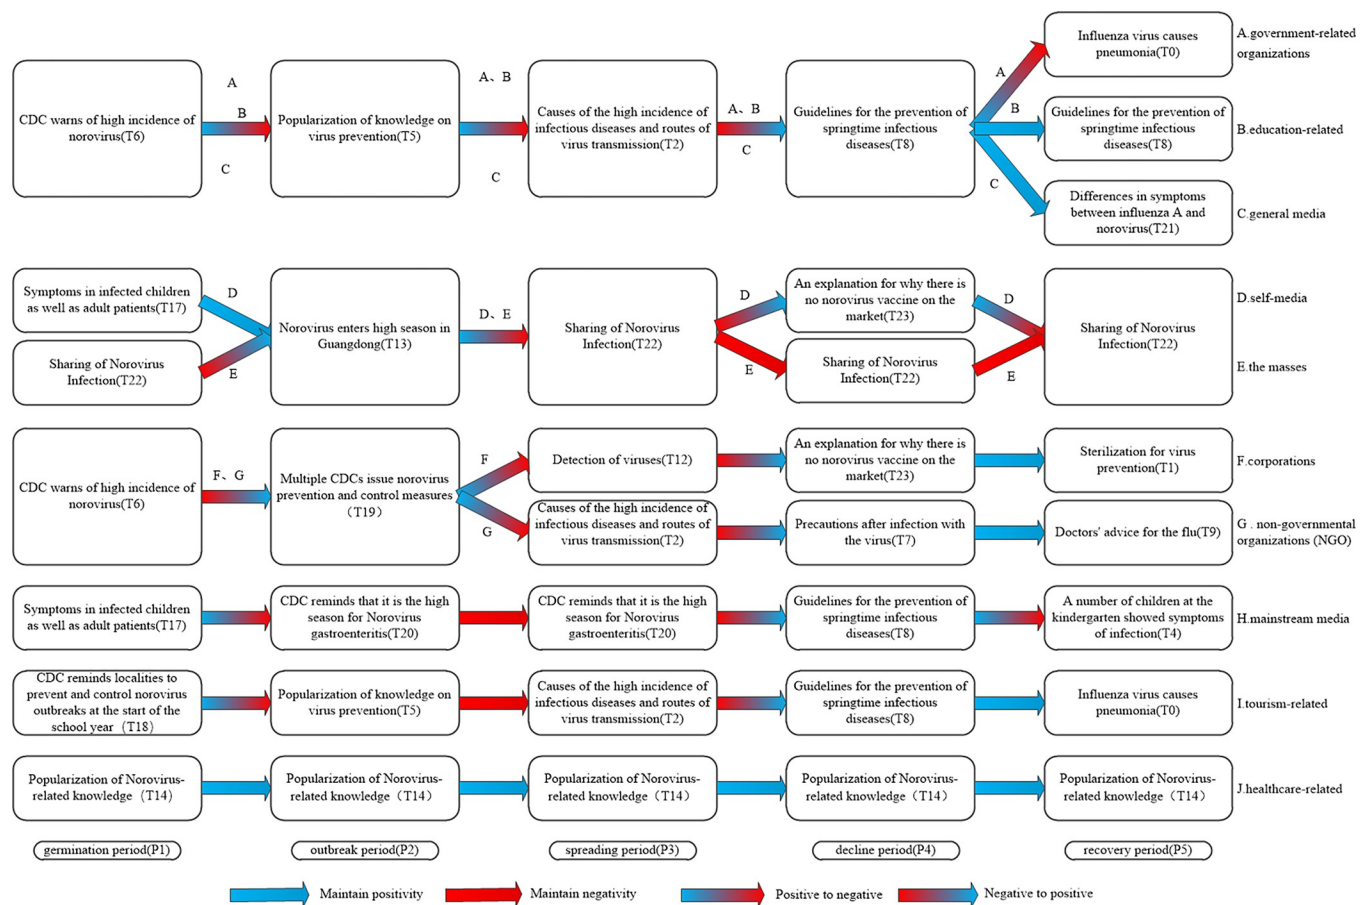 CDC warns of high incidence of
norovirus(T6)
A
B
C
Popularization of knowledge on
virus prevention(T5)
A、B
C
Causes of the high incidence of
infectious diseases and routes of
virus transmission(T2)
A、B
C
Guidelines for the prevention of
springtime infectious
diseases(T8)
A
B
C
Influenza virus causes
pneumonia(T0)
Guidelines for the prevention of
springtime infectious
diseases(T8)
Differences in symptoms
between influenza A and
norovirus(T21)
A.government-related
organizations
B.education-related
C.general media
Symptoms in infected children
as well as adult patients(T17)
Sharing of Norovirus
Infection(T22)
D
E
Norovirus enters high season in
Guangdong(T13)
D、E
Sharing of Norovirus
Infection(T22)
D
E
An explanation for why there is
no norovirus vaccine on the
market(T23)
Sharing of Norovirus
Infection(T22)
D
E
Sharing of Norovirus
Infection(T22)
D.self-media
E.the masses
CDC warns of high incidence of
norovirus(T6)
F、G
Multiple CDCs issue norovirus
prevention and control measures
（T19）
F
G
Detection of viruses(T12)
Causes of the high incidence of
infectious diseases and routes of
virus transmission(T2)
An explanation for why there is
no norovirus vaccine on the
market(T23)
Precautions after infection with
the virus(T7)
Sterilization for virus
prevention(T1)
Doctors' advice for the flu(T9)
F.corporations
G . non-governmental
organizations (NGO)
Symptoms in infected children
as well as adult patients(T17)
CDC reminds that it is the high
season for Norovirus
gastroenteritis(T20)
CDC reminds that it is the high
season for Norovirus
gastroenteritis(T20)
Guidelines for the prevention of
springtime infectious
diseases(T8)
A number of children at the
kindergarten showed symptoms
of infection(T4)
H.mainstream media
CDC reminds localities to
prevent and control norovirus
outbreaks at the start of the
school year（T18）
Popularization of knowledge on
virus prevention(T5)
Causes of the high incidence of
infectious diseases and routes of
virus transmission(T2)
Guidelines for the prevention of
springtime infectious
diseases(T8)
Influenza virus causes
pneumonia(T0)
I.tourism-related
Popularization of Norovirus-
related knowledge（T14）
Popularization of Norovirus-
related knowledge（T14）
Popularization of Norovirus-
related knowledge（T14）
Popularization of Norovirus-
related knowledge（T14）
Popularization of Norovirus-
related knowledge（T14）
J.healthcare-related
germination period(P1)
outbreak period(P2)
spreading period(P3)
decline period(P4)
recovery period(P5)
Maintain positivity
Maintain negativity
Positive to negative
Negative to positive